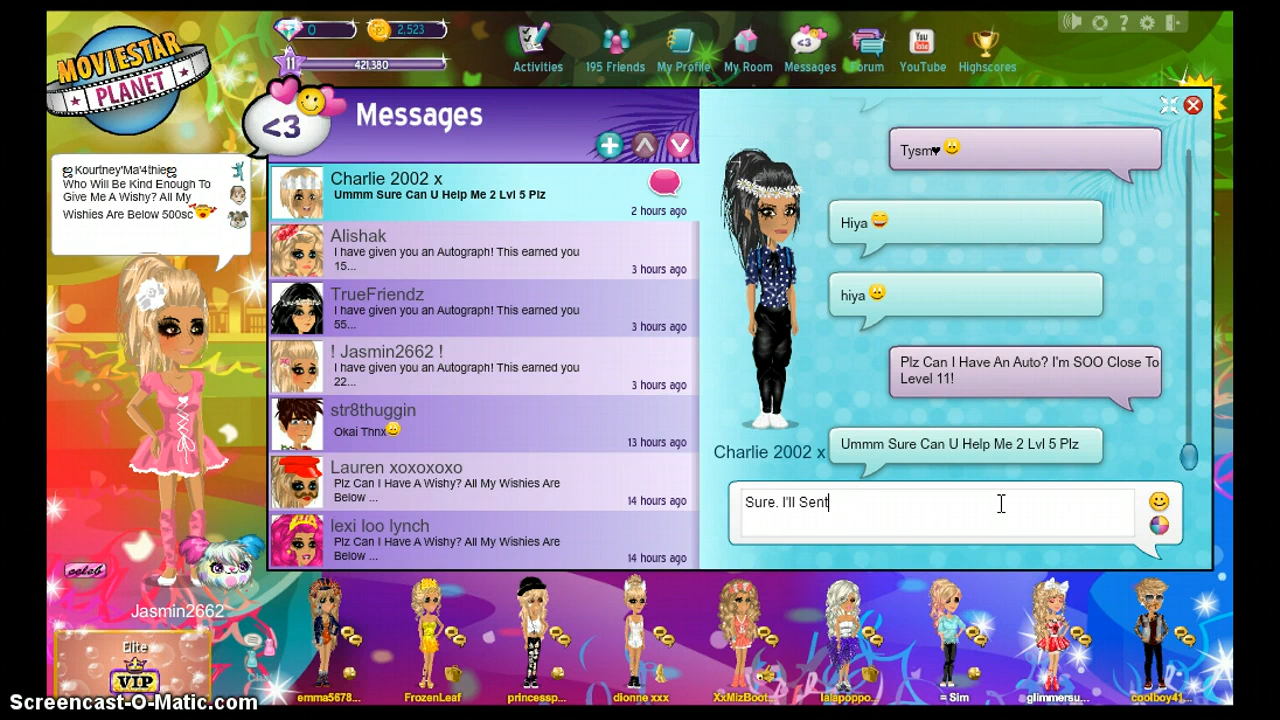 MOVIESTAR
PLANET
0
2,523
11
421,380
Activities
195 Friends
My Profile
My Room
<3
Messages
Forum
You
Tube
YouTube
Highscores
<3
Messages
Kourtney'Ma'4thie
Who Will Be Kind Enough To
Give Me A Wishy? All My
Wishies Are Below 500sc
Charlie 2002 x
Ummm Sure Can U Help Me 2 Lvl 5 Plz
2 hours ago
Alishak
I have given you an Autograph! This earned you
15...
3 hours ago
TrueFriendz
I have given you an Autograph! This earned you
55...
3 hours ago
! Jasmin2662 !
I have given you an Autograph! This earned you
22...
3 hours ago
str8thuggin
Okai Thnx
13 hours ago
Lauren xoxoxoxo
Plz Can I Have A Wishy? All My Wishies Are
Below ...
14 hours ago
lexi loo lynch
Plz Can I Have A Wishy? All My Wishies Are
Below ...
14 hours ago
Tysm♥
Hiya
hiya
Plz Can I Have An Auto? I'm SOO Close To
Level 11!
Ummm Sure Can U Help Me 2 Lvl 5 Plz
Charlie 2002 x
Sure. I'll Sent
celeb
Jasmin2662
Elite
VIP
emma5678...
FrozenLeaf
princessp...
dionne xxx
XxMizBoot...
lalapoppo...
= Sim
glimmersu...
coolboy41...
Screencast-O-Matic.com